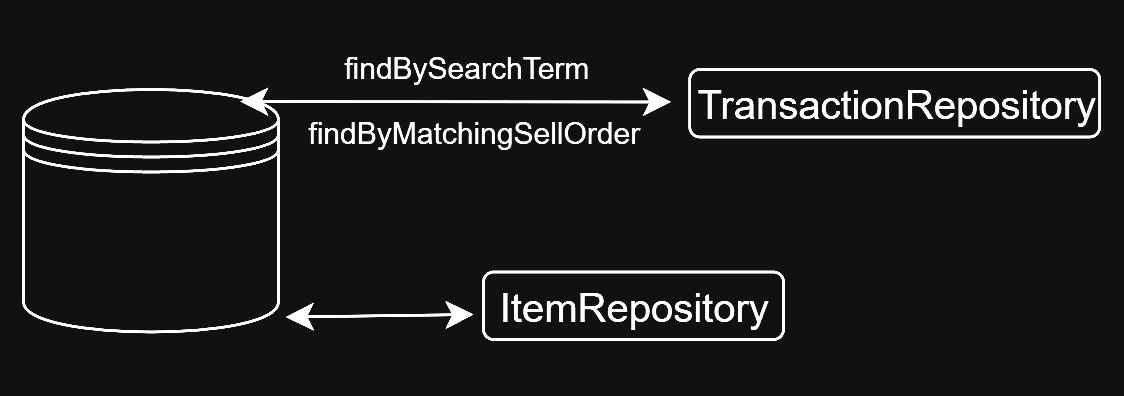 findBySearchTerm
TransactionRepository
findByMatchingSellOrder
ItemRepository